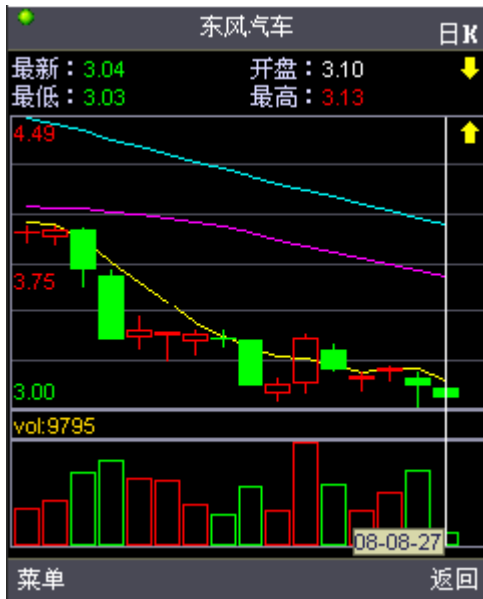 东风汽车
日K
最新：3.04 开盘：3.10
最低：3.03 最高：3.13
4.49
3.75
3.00
vol:9795
08-08-27
菜单 返回